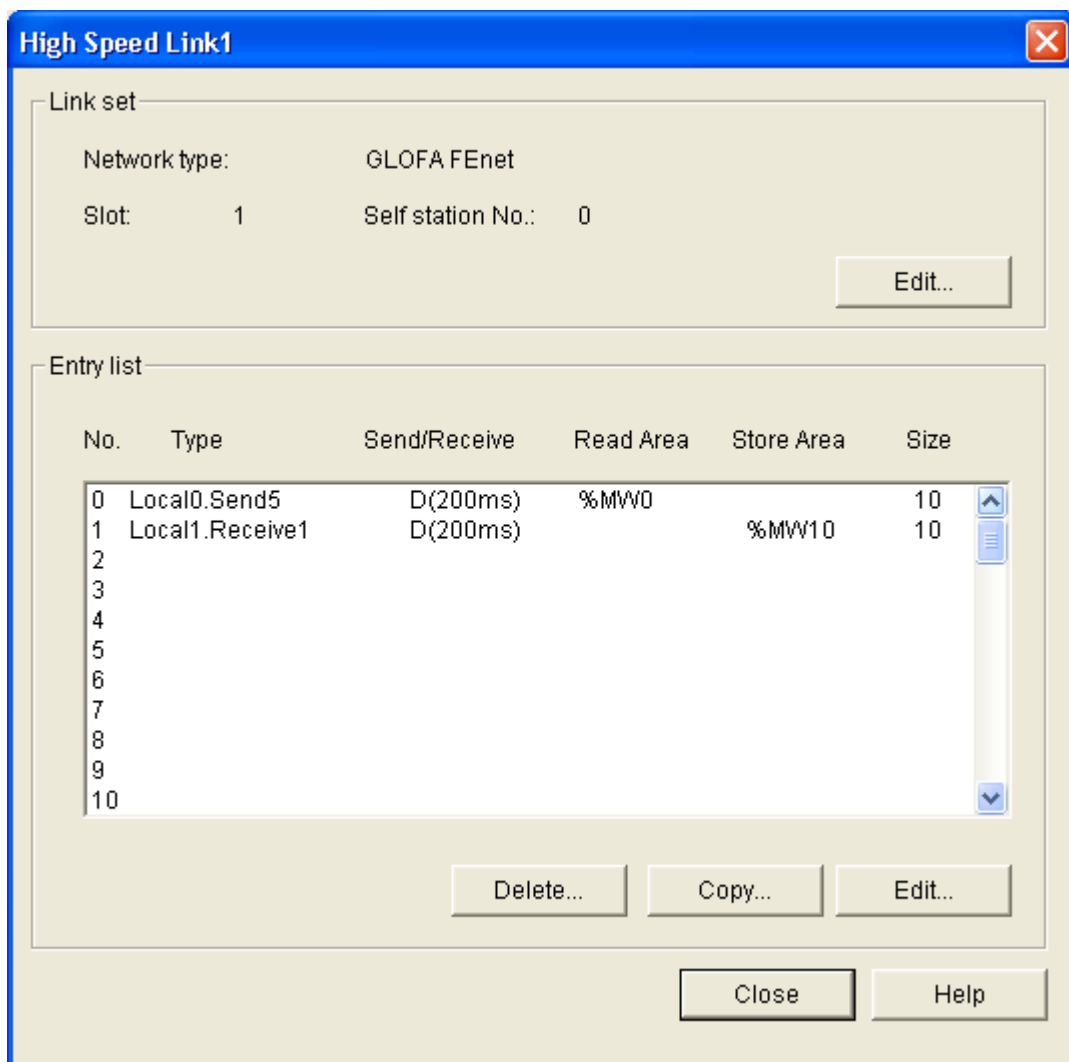 High Speed Link1
Link set
Network type: GLOFA FEnet
Slot: 1 Self station No.: 0
Edit...
Entry list
No. Type Send/Receive Read Area Store Area Size
0 Local0.Send5 D(200ms) %MW0 10
1 Local1.Receive1 D(200ms) %MW10 10
2
3
4
5
6
7
8
9
10
Delete... Copy... Edit...
Close Help